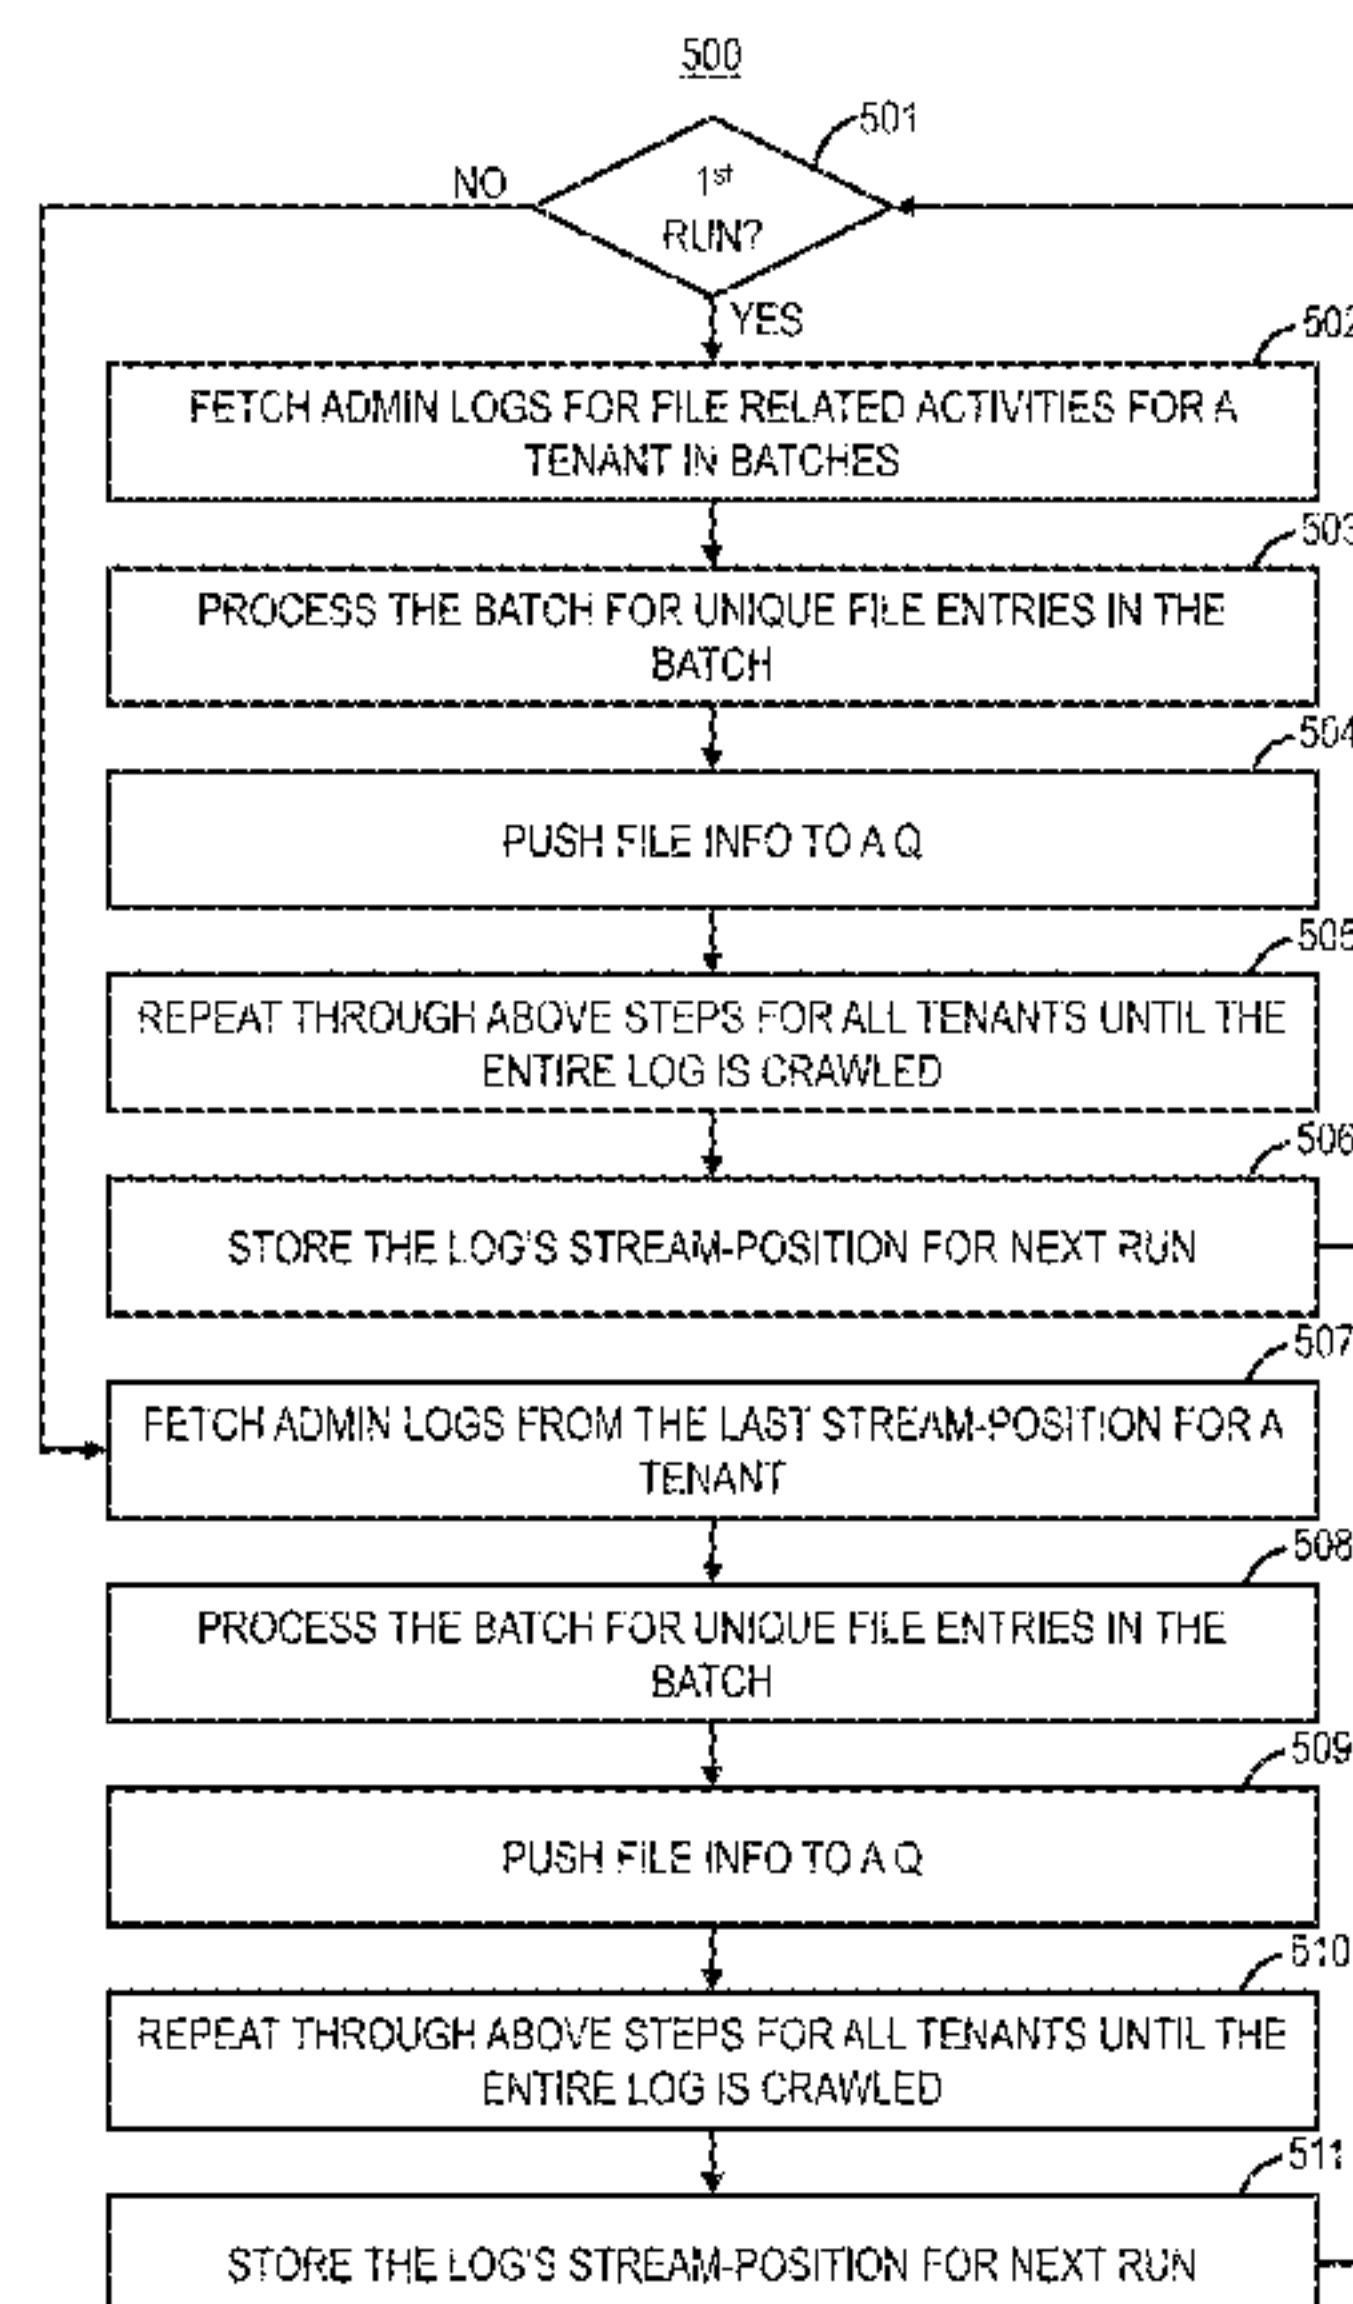 500
501
NO
1st
RUN?
YES
502
FETCH ADMIN LOGS FOR FILE RELATED ACTIVITIES FOR A
TENANT IN BATCHES
503
PROCESS THE BATCH FOR UNIQUE FILE ENTRIES IN THE
BATCH
504
PUSH FILE INFO TO A Q
505
REPEAT THROUGH ABOVE STEPS FOR ALL TENANTS UNTIL THE
ENTIRE LOG IS CRAWLED
506
STORE THE LOG'S STREAM-POSITION FOR NEXT RUN
507
FETCH ADMIN LOGS FROM THE LAST STREAM-POSITION FOR A
TENANT
508
PROCESS THE BATCH FOR UNIQUE FILE ENTRIES IN THE
BATCH
509
PUSH FILE INFO TO A Q
510
REPEAT THROUGH ABOVE STEPS FOR ALL TENANTS UNTIL THE
ENTIRE LOG IS CRAWLED
511
STORE THE LOG'S STREAM-POSITION FOR NEXT RUN